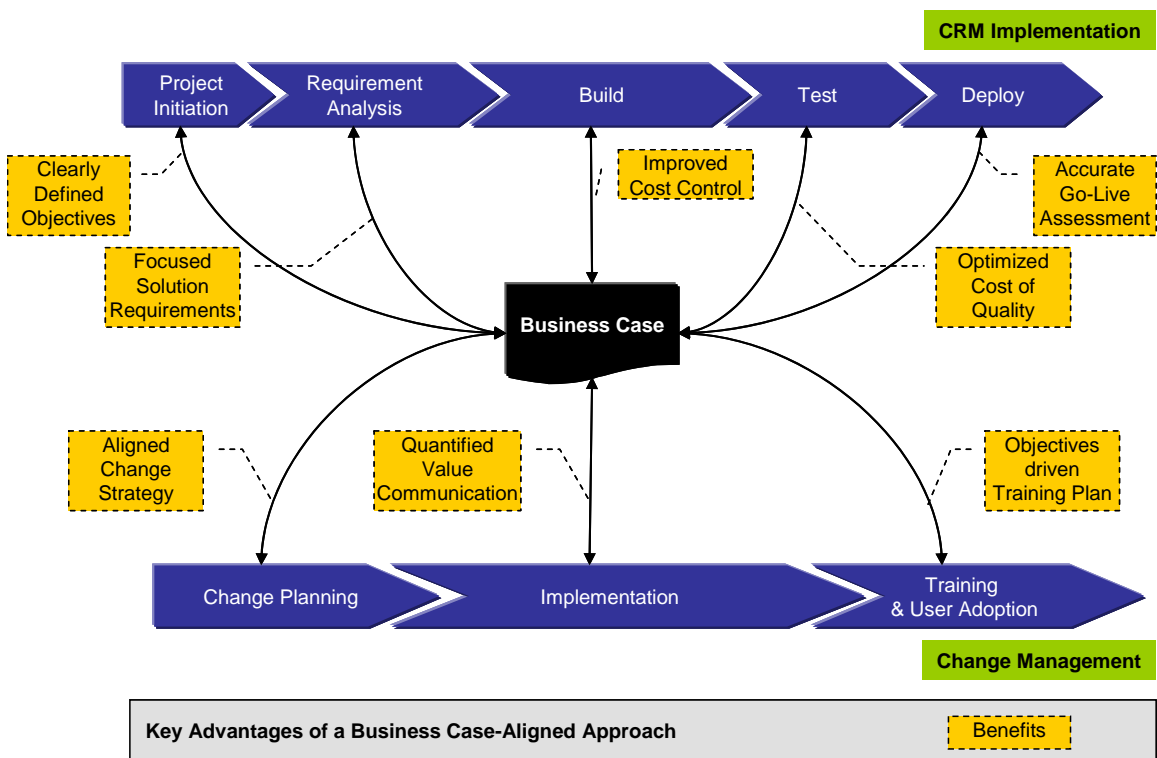 CRM Implementation
Project
Initiation
Requirement
Analysis
Build
Test
Deploy
Clearly
Defined
Objectives
Improved
Cost Control
Accurate
Go-Live
Assessment
Focused
Solution
Requirements
Optimized
Cost of
Quality
Business Case
Aligned
Change
Strategy
Quantified
Value
Communication
Objectives
driven
Training Plan
Change Planning
Implementation
Training
& User Adoption
Change Management
Key Advantages of a Business Case-Aligned Approach
Benefits